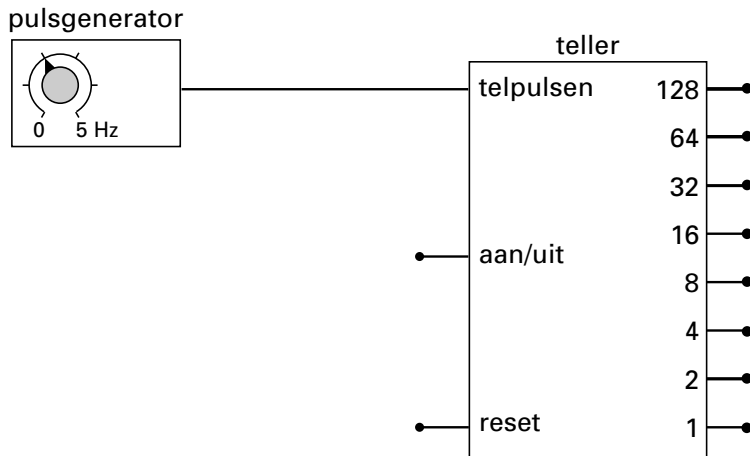 pulsgenerator
0 5 Hz
teller
telpulsen 128
64
32
16
aan/uit
8
4
2
reset 1